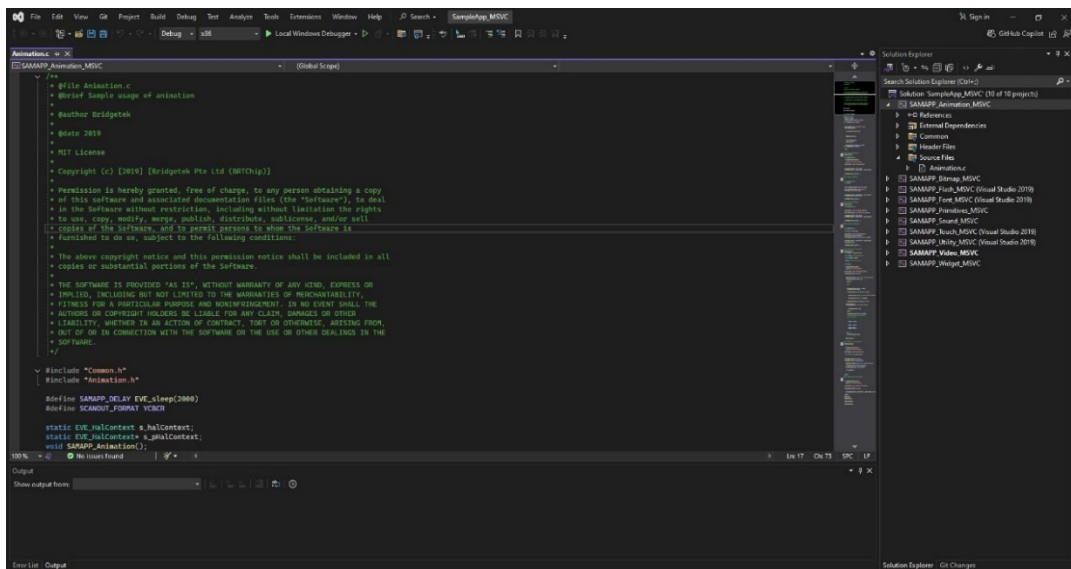 File Edit View Git Project Build Debug Test Analyze Tools Extensions Window Help Search SampleApp_MSVC Sign in
Debug x86 Local Windows Debugger GitHub Copilot
Animation.c
SAMAPP_Animation_MSVC (Global Scope)
/**
* @file Animation.c
* @brief Sample usage of animation
*
* @author Bridgetek
*
* @date 2019
*
* MIT License
*
* Copyright (c) [2019] [Bridgetek Pte Ltd (BRTChip)]
*
* Permission is hereby granted, free of charge, to any person obtaining a copy
* of this software and associated documentation files (the "Software"), to deal
* in the Software without restriction, including without limitation the rights
* to use, copy, modify, merge, publish, distribute, sublicense, and/or sell
* copies of the Software, and to permit persons to whom the Software is
* furnished to do so, subject to the following conditions:
*
* The above copyright notice and this permission notice shall be included in all
* copies or substantial portions of the Software.
*
* THE SOFTWARE IS PROVIDED "AS IS", WITHOUT WARRANTY OF ANY KIND, EXPRESS OR
* IMPLIED, INCLUDING BUT NOT LIMITED TO THE WARRANTIES OF MERCHANTABILITY,
* FITNESS FOR A PARTICULAR PURPOSE AND NONINFRINGEMENT. IN NO EVENT SHALL THE
* AUTHORS OR COPYRIGHT HOLDERS BE LIABLE FOR ANY CLAIM, DAMAGES OR OTHER
* LIABILITY, WHETHER IN AN ACTION OF CONTRACT, TORT OR OTHERWISE, ARISING FROM,
* OUT OF OR IN CONNECTION WITH THE SOFTWARE OR THE USE OR OTHER DEALINGS IN THE
* SOFTWARE.
*/
#include "Common.h"
#include "Animation.h"
#define SAMAPP_DELAY EVE_sleep(2000)
#define SCANOUT_FORMAT YCBCR
static EVE_HalContext s_halContext;
static EVE_HalContext* s_pHalContext;
void SAMAPP_Animation();
100 % No issues found Ln: 17 Ch: 73 SPC LF
Output
Show output from:
Error List Output
Solution Explorer
Search Solution Explorer (Ctrl+;)
Solution 'SampleApp_MSVC' (10 of 10 projects)
SAMAPP_Animation_MSVC
References
External Dependencies
Common
Header Files
Source Files
Animation.c
SAMAPP_Bitmap_MSVC
SAMAPP_Flash_MSVC (Visual Studio 2019)
SAMAPP_Font_MSVC (Visual Studio 2019)
SAMAPP_Primitives_MSVC
SAMAPP_Sound_MSVC
SAMAPP_Touch_MSVC (Visual Studio 2019)
SAMAPP_Utility_MSVC (Visual Studio 2019)
SAMAPP_Video_MSVC
SAMAPP_Widget_MSVC
Solution Explorer Git Changes